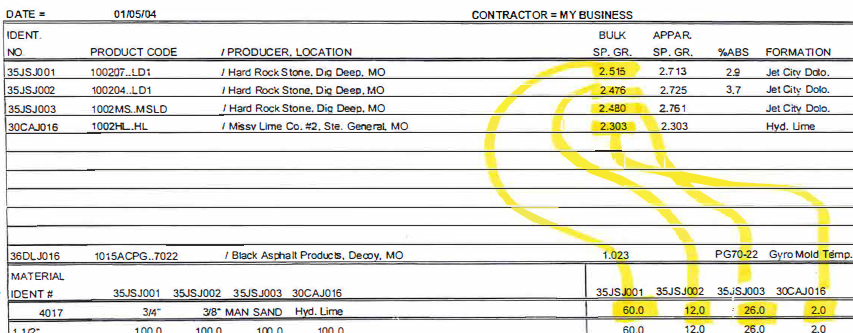 DATE = 01/05/04 CONTRACTOR = MY BUSINESS
IDENT. BULK APPAR.
NO. PRODUCT CODE / PRODUCER, LOCATION SP. GR. SP. GR. %ABS FORMATION
35JSJ001 100207..LD1 / Hard Rock Stone, Dig Deep, MO 2.515 2.713 2.9 Jet City Dolo.
35JSJ002 100204..LD1 / Hard Rock Stone, Dig Deep, MO 2.476 2.725 3.7 Jet City Dolo.
35JSJ003 1002MS..MSLD / Hard Rock Stone, Dig Deep, MO 2.480 2.761 Jet City Dolo.
30CAJ016 1002HL..HL / Missy Lime Co. #2, Ste. General, MO 2.303 2.303 Hyd. Lime
36DLJ016 1015ACPG..7022 / Black Asphalt Products, Decoy, MO 1.023 PG70-22 Gyro Mold Temp.
MATERIAL
IDENT # 35JSJ001 35JSJ002 35JSJ003 30CAJ016 35JSJ001 35JSJ002 35JSJ003 30CAJ016
4017 3/4" 3/8" MAN SAND Hyd. Lime 60.0 12.0 26.0 2.0
1 1/2" 100.0 100.0 100.0 100.0 60.0 12.0 26.0 2.0